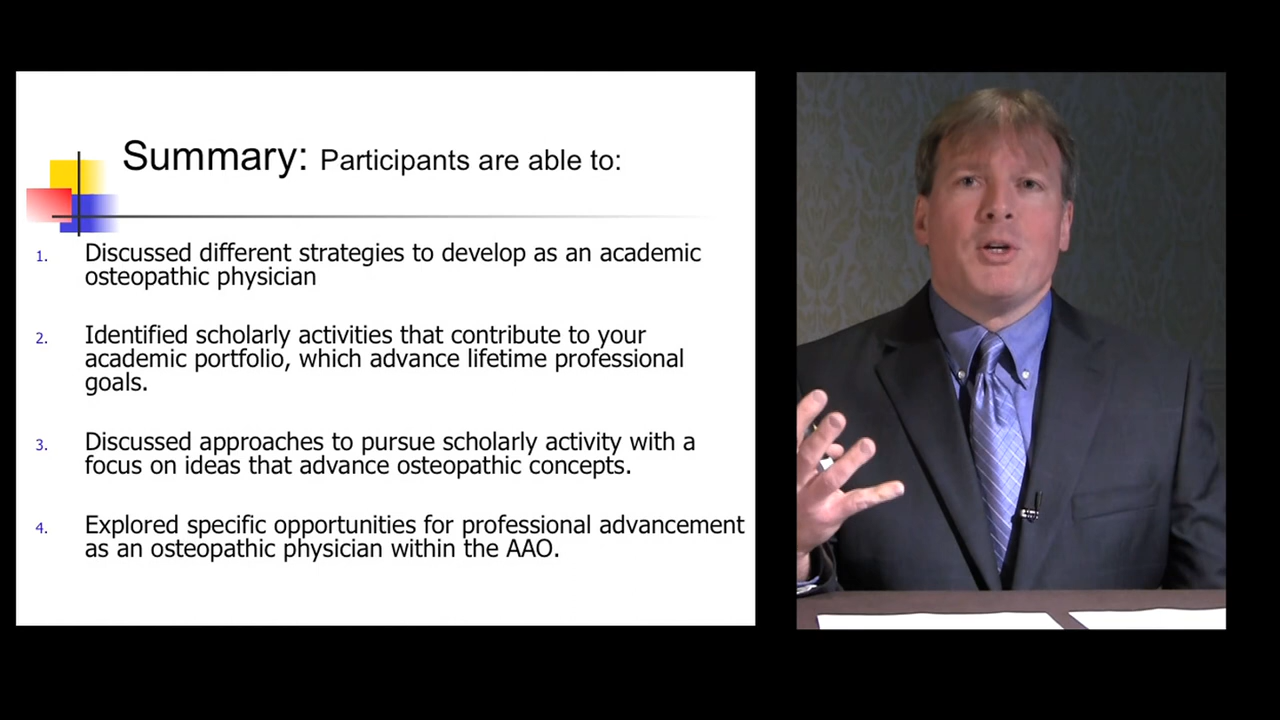 Summary: Participants are able to:
1. Discussed different strategies to develop as an academic
osteopathic physician
2. Identified scholarly activities that contribute to your
academic portfolio, which advance lifetime professional
goals.
3. Discussed approaches to pursue scholarly activity with a
focus on ideas that advance osteopathic concepts.
4. Explored specific opportunities for professional advancement
as an osteopathic physician within the AAO.